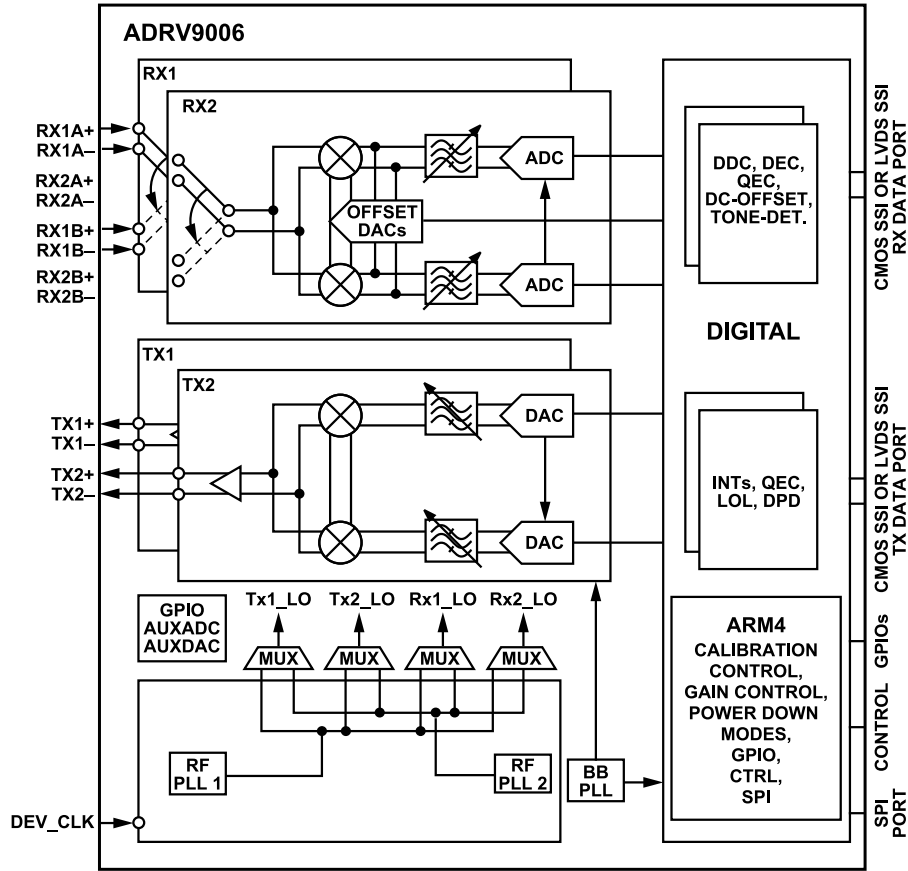 ADRV9006
RX1
RX2
RX1A+
RX1A–
RX2A+
RX2A–
RX1B+
RX1B–
RX2B+
RX2B–
ADC
OFFSET
DACs
ADC
DDC, DEC,
QEC,
DC-OFFSET,
TONE-DET.
CMOS SSI OR LVDS SSI
RX DATA PORT
DIGITAL
TX1
TX2
TX1+
TX1–
TX2+
TX2–
DAC
DAC
INTs, QEC,
LOL, DPD
CMOS SSI OR LVDS SSI
TX DATA PORT
GPIO
AUXADC
AUXDAC
Tx1_LO
Tx2_LO
Rx1_LO
Rx2_LO
MUX
MUX
MUX
MUX
RF
PLL 1
RF
PLL 2
BB
PLL
ARM4
CALIBRATION
CONTROL,
GAIN CONTROL,
POWER DOWN
MODES,
GPIO,
CTRL,
SPI
GPIOs
CONTROL
SPI
PORT
DEV_CLK